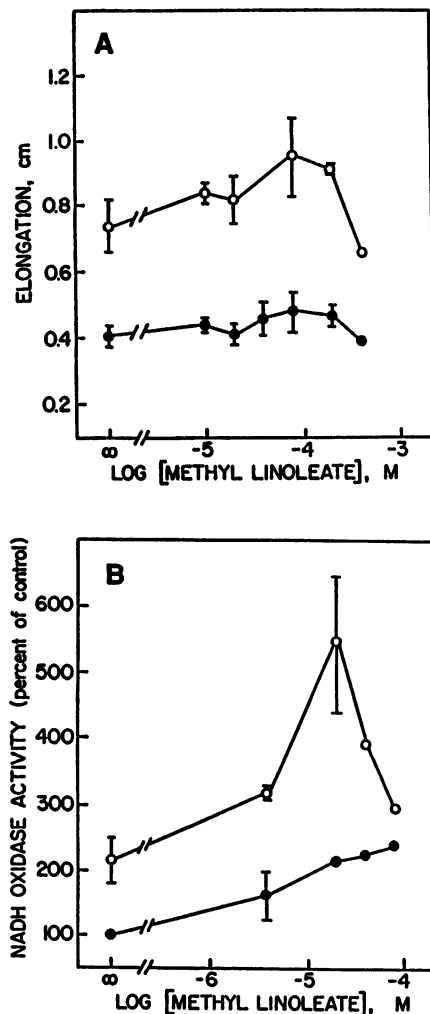 A
ELONGATION, cm
1.2
1.0
0.8
0.6
0.4
0.2
∞ -5 -4 -3
LOG [METHYL LINOLEATE], M
B
NADH OXIDASE ACTIVITY (percent of control)
600
500
400
300
200
100
∞ -6 -5 -4
LOG [METHYL LINOLEATE], M